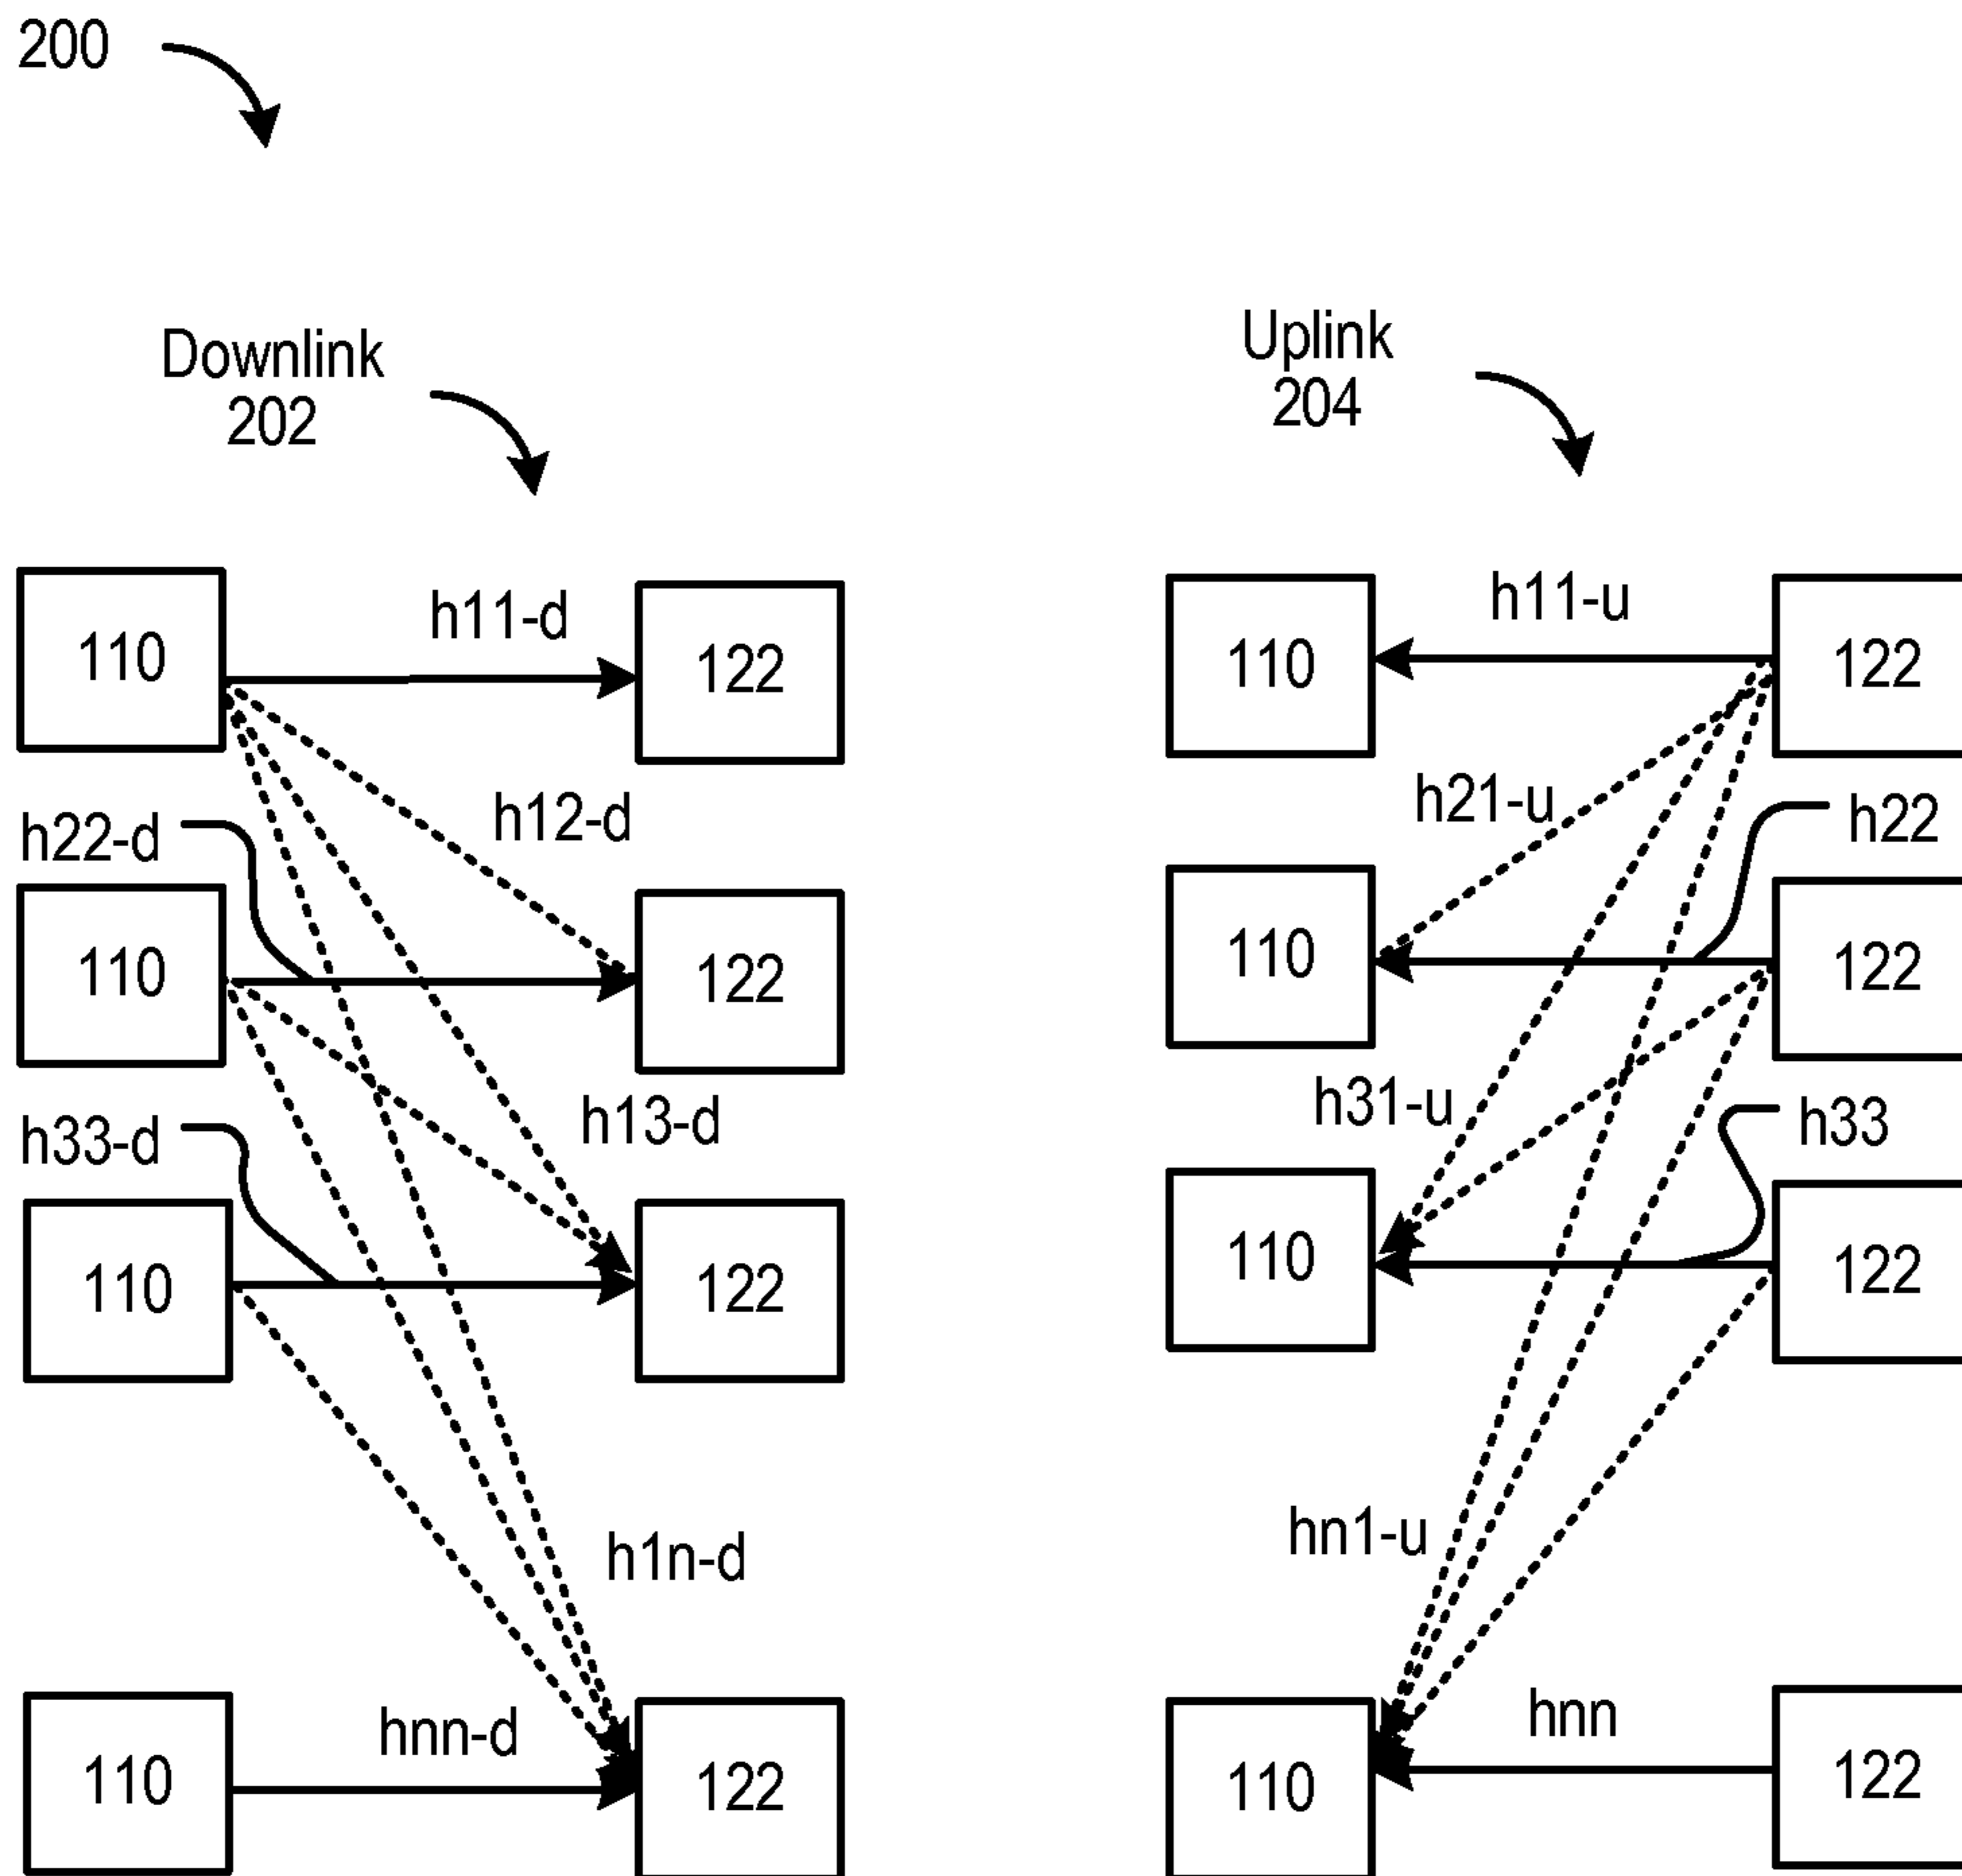 200
Downlink
202
h11-d
110
122
h12-d
h22-d
110
122
h13-d
h33-d
110
122
h1n-d
hnn-d
110
122
Uplink
204
h11-u
110
122
h21-u
h22
110
122
h31-u
h33
110
122
hn1-u
hnn
110
122